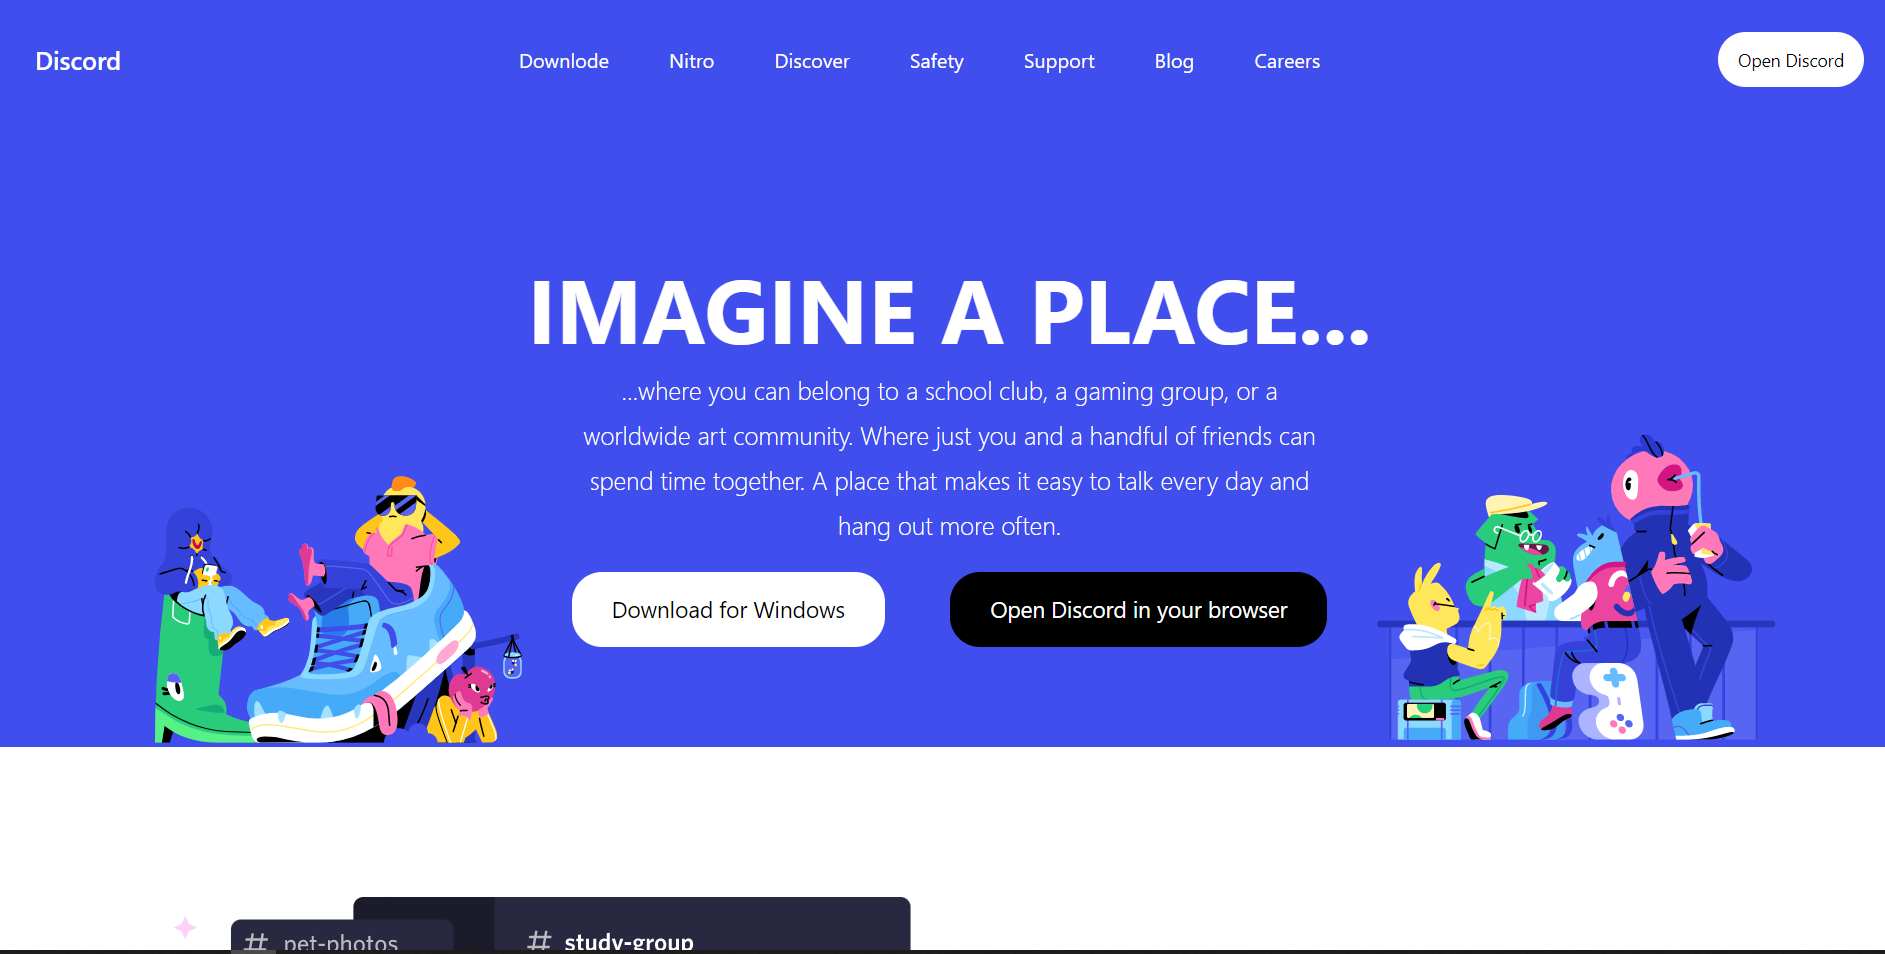 Discord
Downlode
Nitro
Discover
Safety
Support
Blog
Careers
Open Discord
IMAGINE A PLACE...
...where you can belong to a school club, a gaming group, or a
worldwide art community. Where just you and a handful of friends can
spend time together. A place that makes it easy to talk every day and
hang out more often.
Download for Windows
Open Discord in your browser
# pet-photos
# study-group